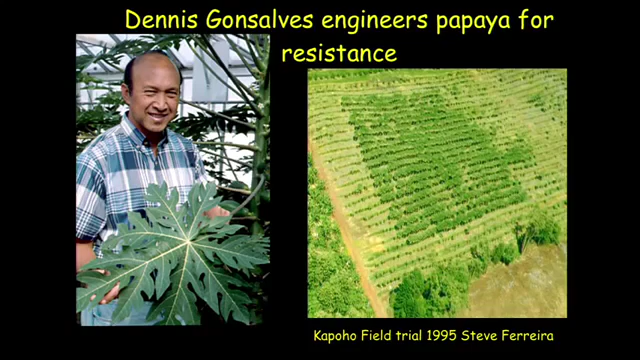 Dennis Gonsalves engineers papaya for
resistance
Kapoho Field trial 1995 Steve Ferreira